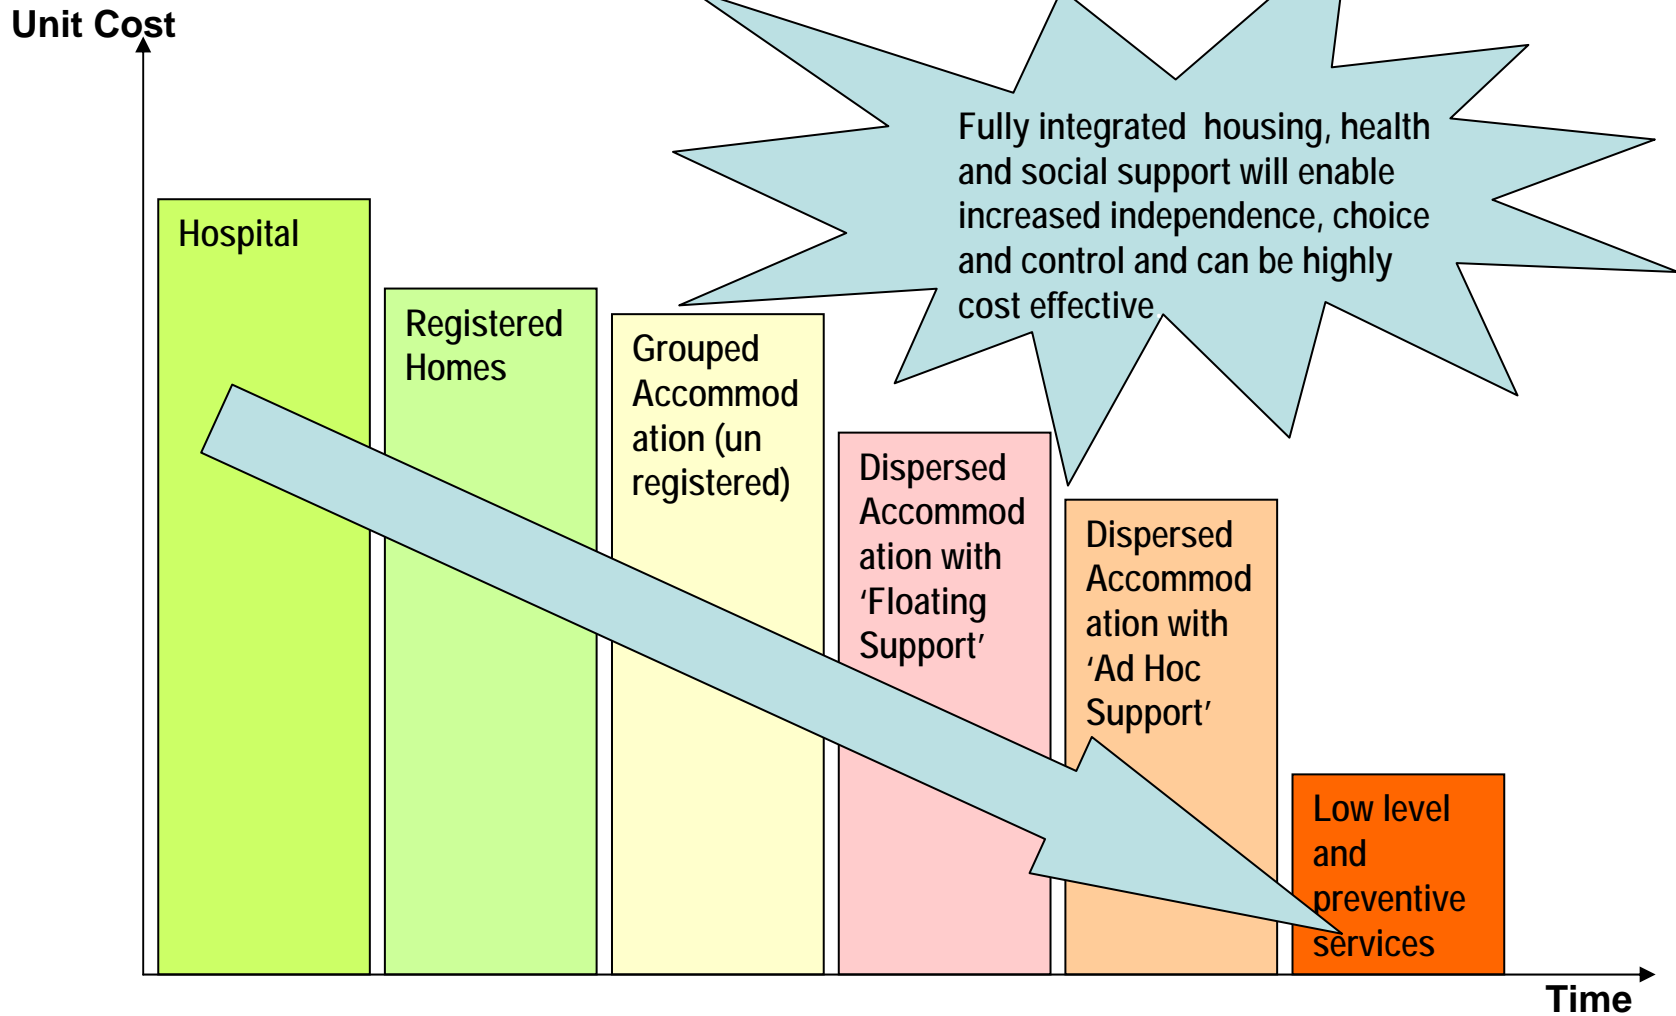 Unit Cost
Fully integrated housing, health
and social support will enable
increased independence, choice
and control and can be highly
cost effective
Hospital
Registered
Homes
Grouped
Accommod
ation (un
registered)
Dispersed
Accommod
ation with
‘Floating
Support’
Dispersed
Accommod
ation with
‘Ad Hoc
Support’
Low level
and
preventive
services
Time